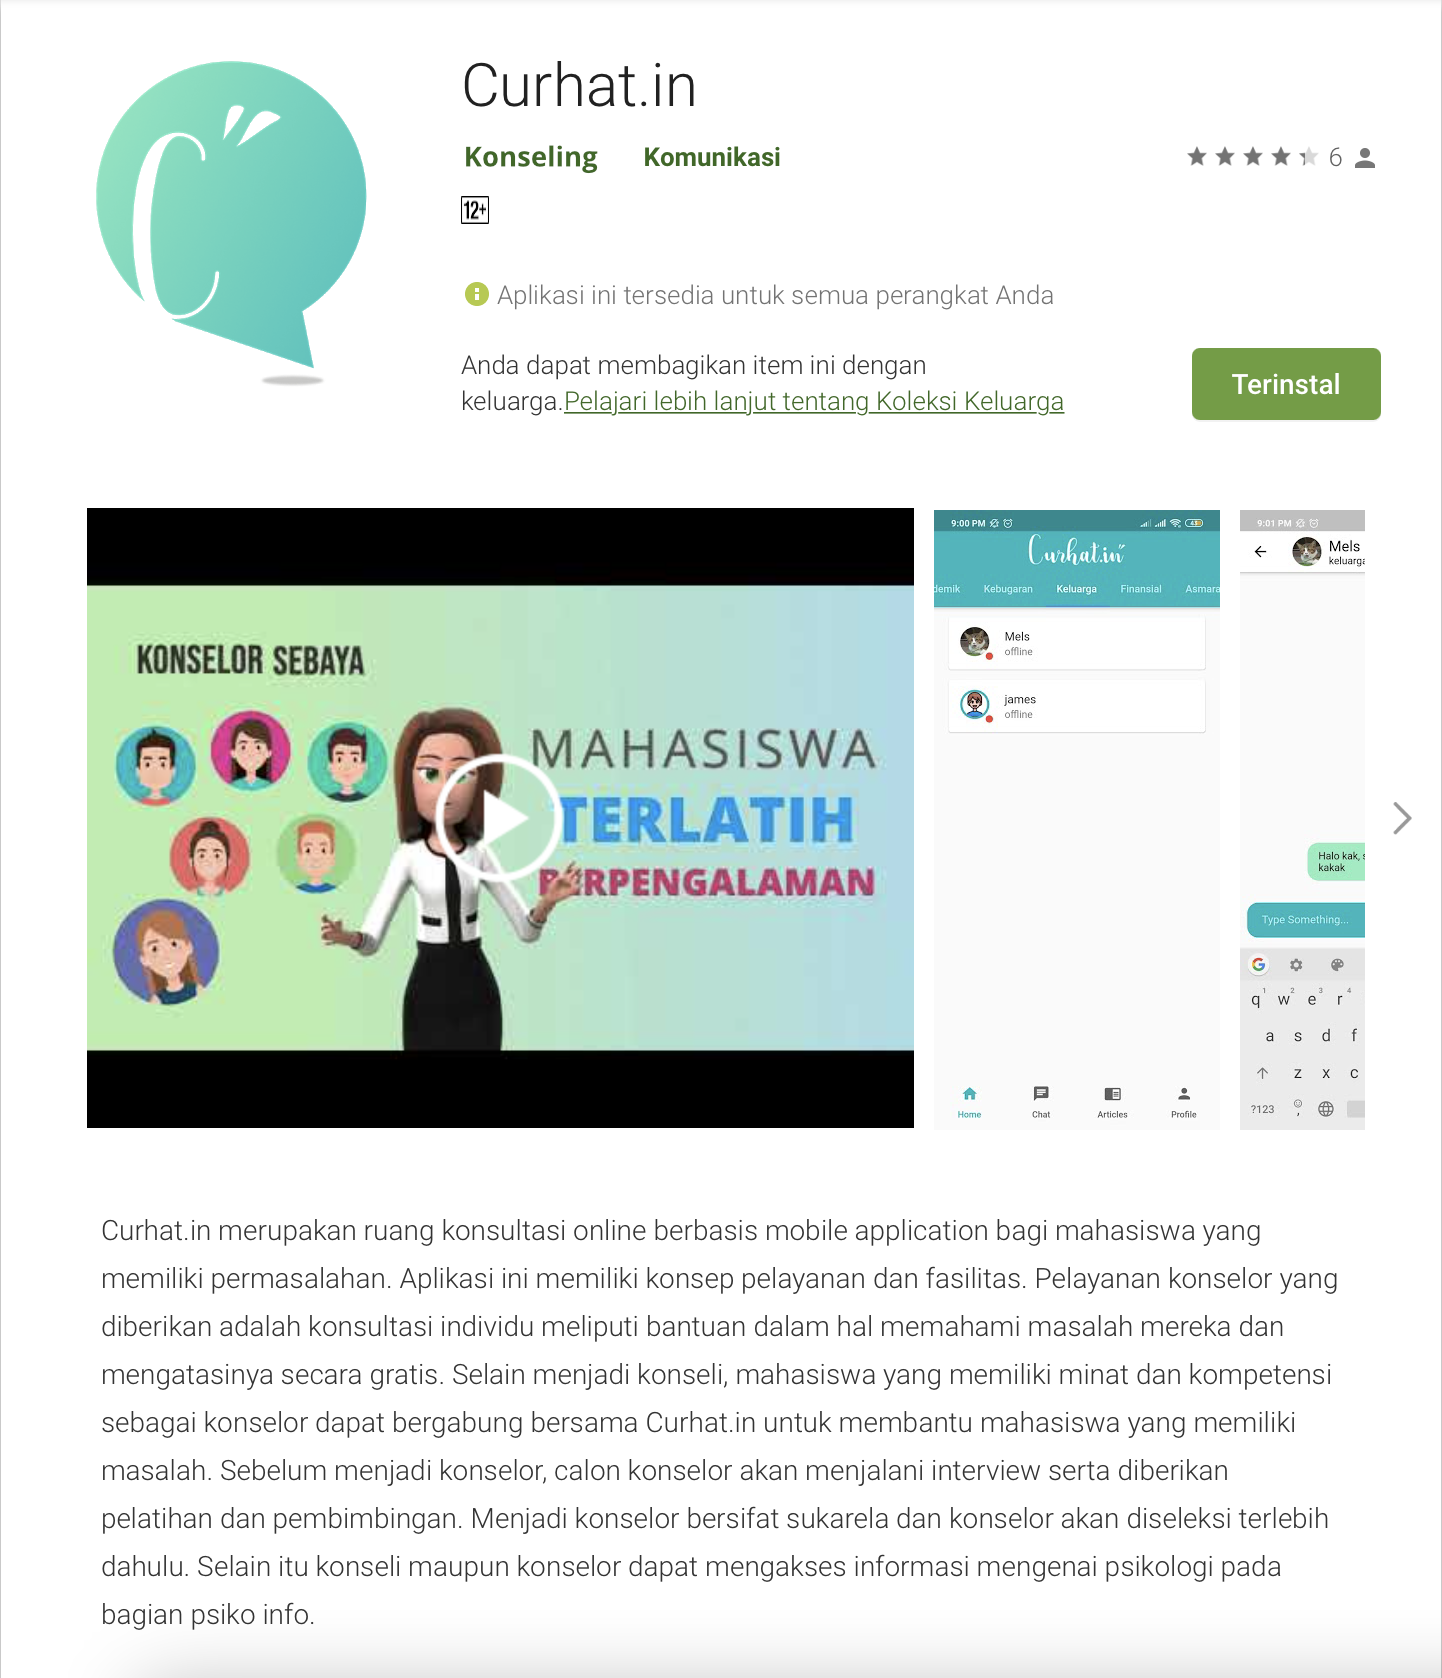 Curhat.in
Konseling Komunikasi
6
12+
Aplikasi ini tersedia untuk semua perangkat Anda
Anda dapat membagikan item ini dengan
keluarga.Pelajari lebih lanjut tentang Koleksi Keluarga
Terinstal
KONSELOR SEBAYA
MAHASISWA
TERLATIH
BERPENGALAMAN
9:00 PM
Curhat.in
demik Kebugaran Keluarga Finansial Asmara
Mels
offline
james
offline
Home Chat Articles Profile
9:01 PM
Mels
keluarga
Halo kak, s
kakak
Type Something...
q 1 w 2 e 3 r 4
a s d f
z x c
?123 ,
Curhat.in merupakan ruang konsultasi online berbasis mobile application bagi mahasiswa yang
memiliki permasalahan. Aplikasi ini memiliki konsep pelayanan dan fasilitas. Pelayanan konselor yang
diberikan adalah konsultasi individu meliputi bantuan dalam hal memahami masalah mereka dan
mengatasinya secara gratis. Selain menjadi konseli, mahasiswa yang memiliki minat dan kompetensi
sebagai konselor dapat bergabung bersama Curhat.in untuk membantu mahasiswa yang memiliki
masalah. Sebelum menjadi konselor, calon konselor akan menjalani interview serta diberikan
pelatihan dan pembimbingan. Menjadi konselor bersifat sukarela dan konselor akan diseleksi terlebih
dahulu. Selain itu konseli maupun konselor dapat mengakses informasi mengenai psikologi pada
bagian psiko info.